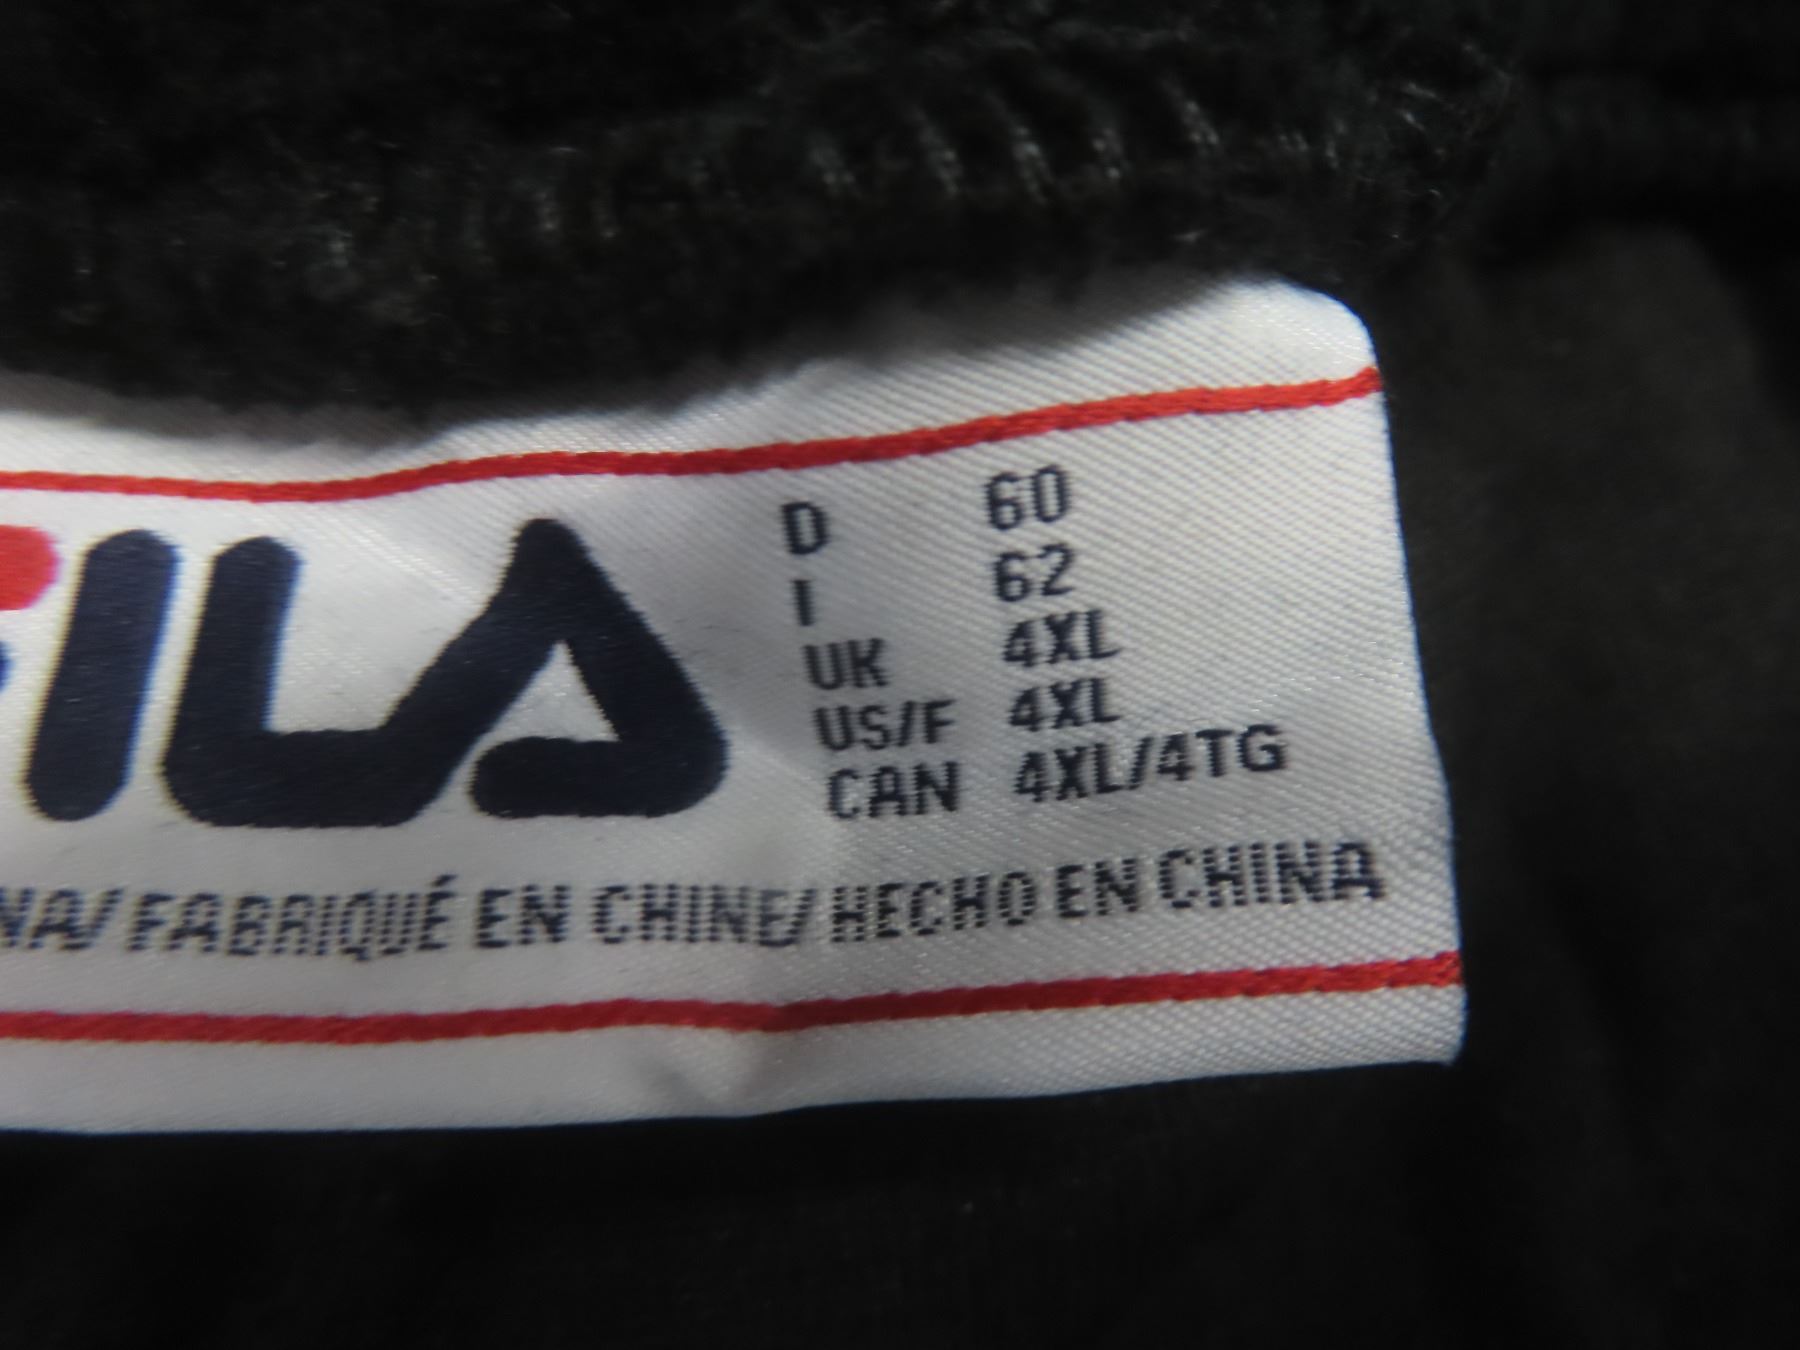 FILA
D 60
I 62
UK 4XL
US/F 4XL
CAN 4XL/4TG
NA/ FABRIQUÉ EN CHINE/ HECHO EN CHINA